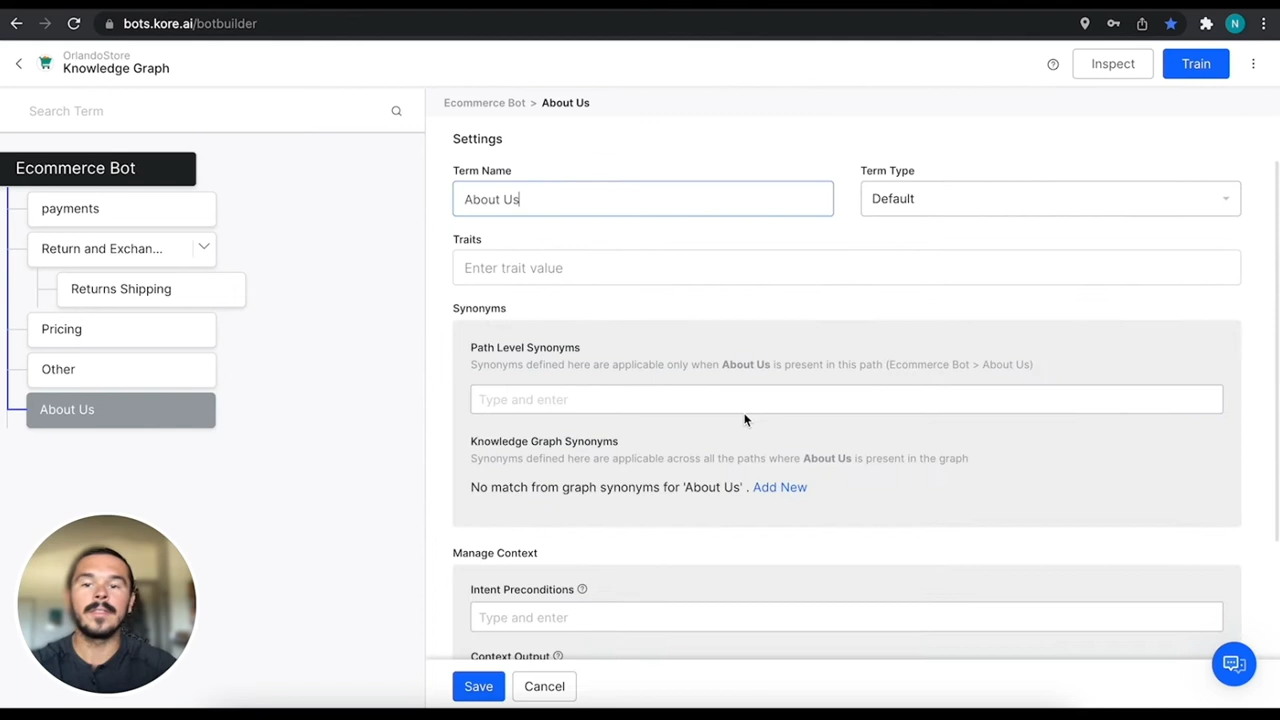 bots.kore.ai/botbuilder
N
OrlandoStore
Knowledge Graph
Inspect
Train
Search Term
Ecommerce Bot > About Us
Ecommerce Bot
payments
Return and Exchan...
Returns Shipping
Pricing
Other
About Us
Settings
Term Name
Term Type
About Us
Default
Traits
Enter trait value
Synonyms
Path Level Synonyms
Synonyms defined here are applicable only when About Us is present in this path (Ecommerce Bot > About Us)
Type and enter
Knowledge Graph Synonyms
Synonyms defined here are applicable across all the paths where About Us is present in the graph
No match from graph synonyms for 'About Us' . Add New
Manage Context
Intent Preconditions
Type and enter
Context Output
Save
Cancel